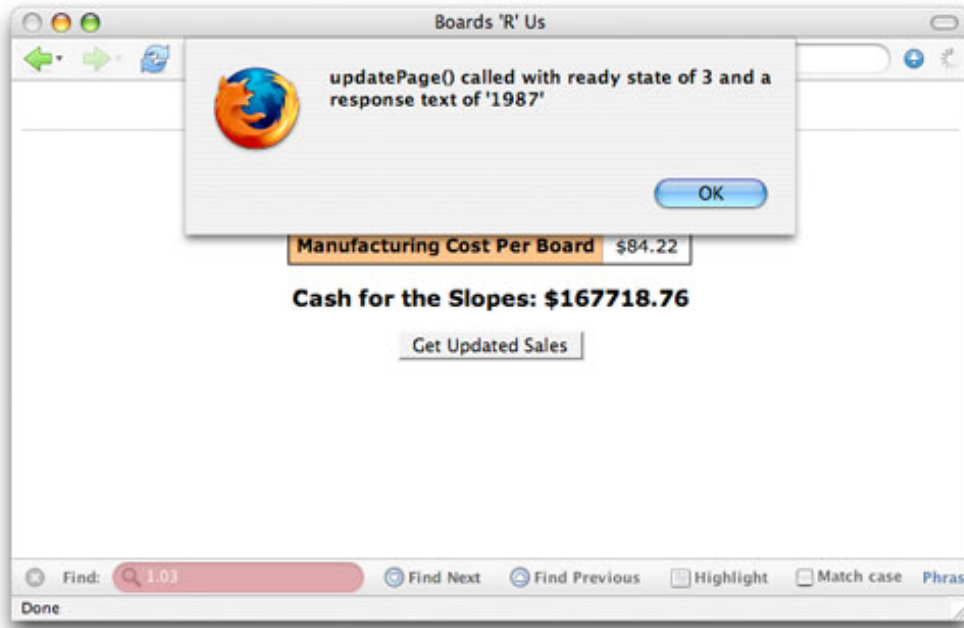 Boards 'R' Us
updatePage() called with ready state of 3 and a
response text of '1987'
OK
Manufacturing Cost Per Board $84.22
Cash for the Slopes: $167718.76
Get Updated Sales
Find: 1.03 Find Next Find Previous Highlight Match case Phras
Done